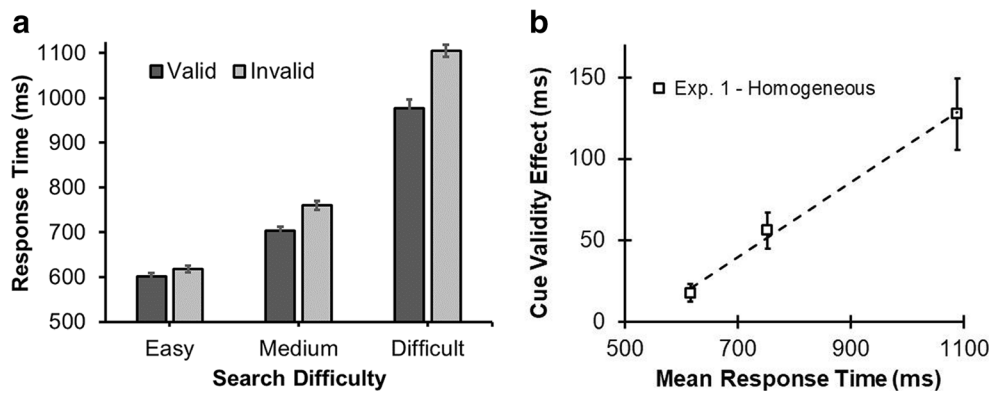 a
Response Time (ms)
1100
1000
900
800
700
600
500
Valid
Invalid
Easy
Medium
Difficult
Search Difficulty
b
Cue Validity Effect (ms)
150
100
50
0
Exp. 1 - Homogeneous
500
700
900
1100
Mean Response Time (ms)